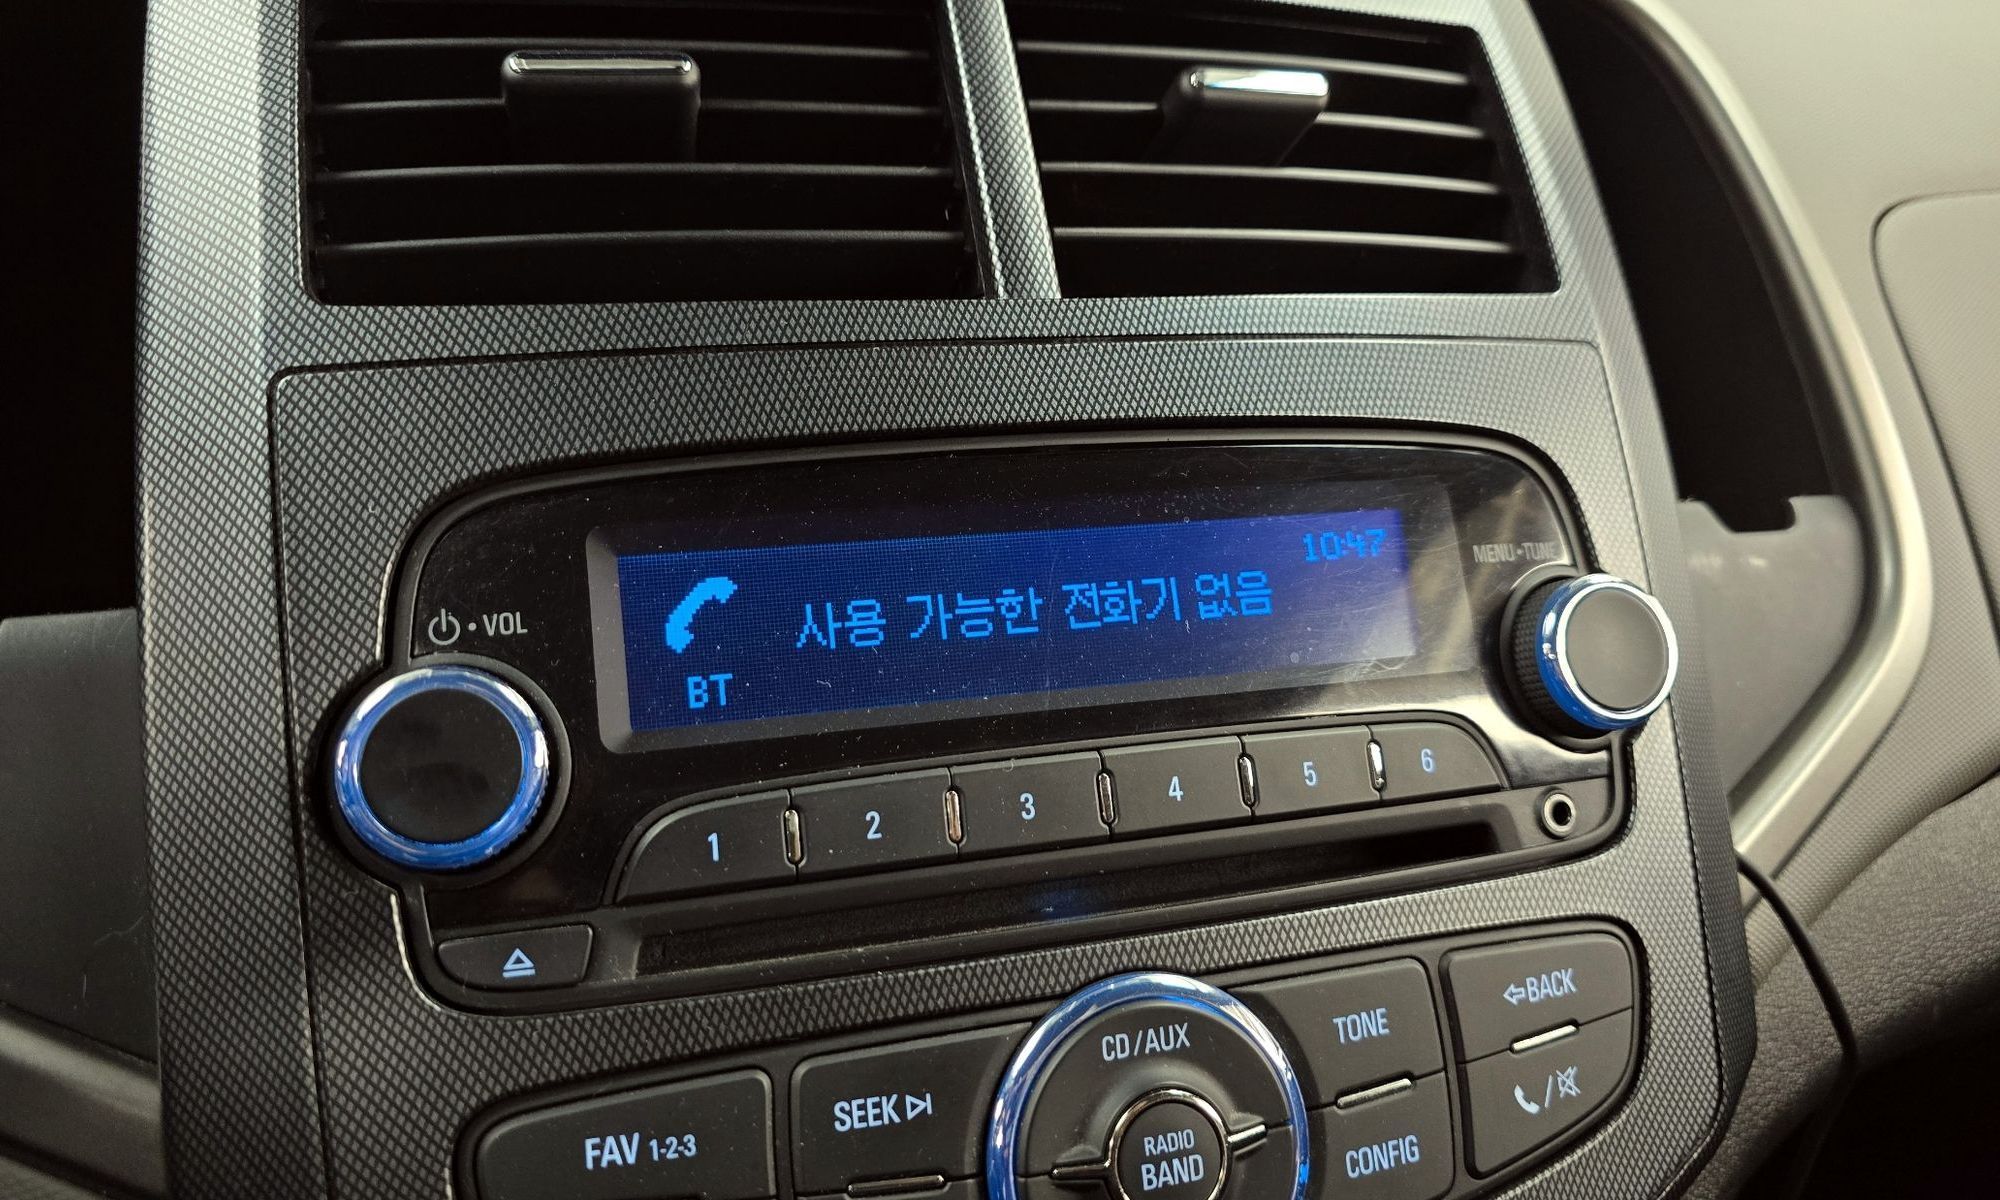 10:47
사용 가능한 전화기 없음
BT
• VOL
MENU•TUNE
1
2
3
4
5
6
BACK
TONE
CD/AUX
SEEK
FAV 1-2-3
RADIO
BAND
CONFIG
/